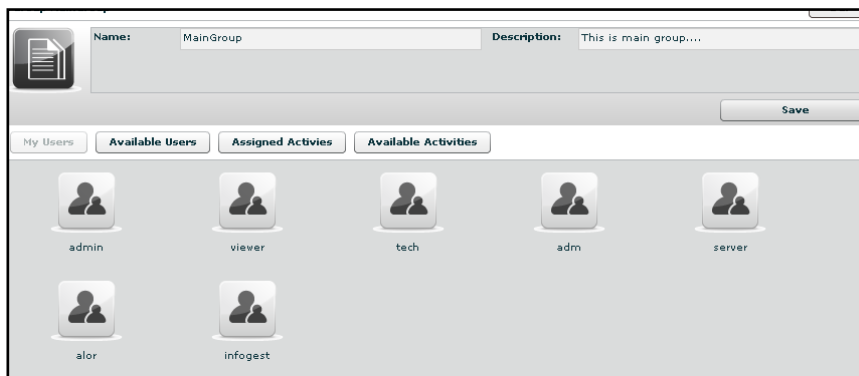 Name: MainGroup Description: This is main group....
Save
My Users Available Users Assigned Activies Available Activities
admin viewer tech adm server
alor infogest